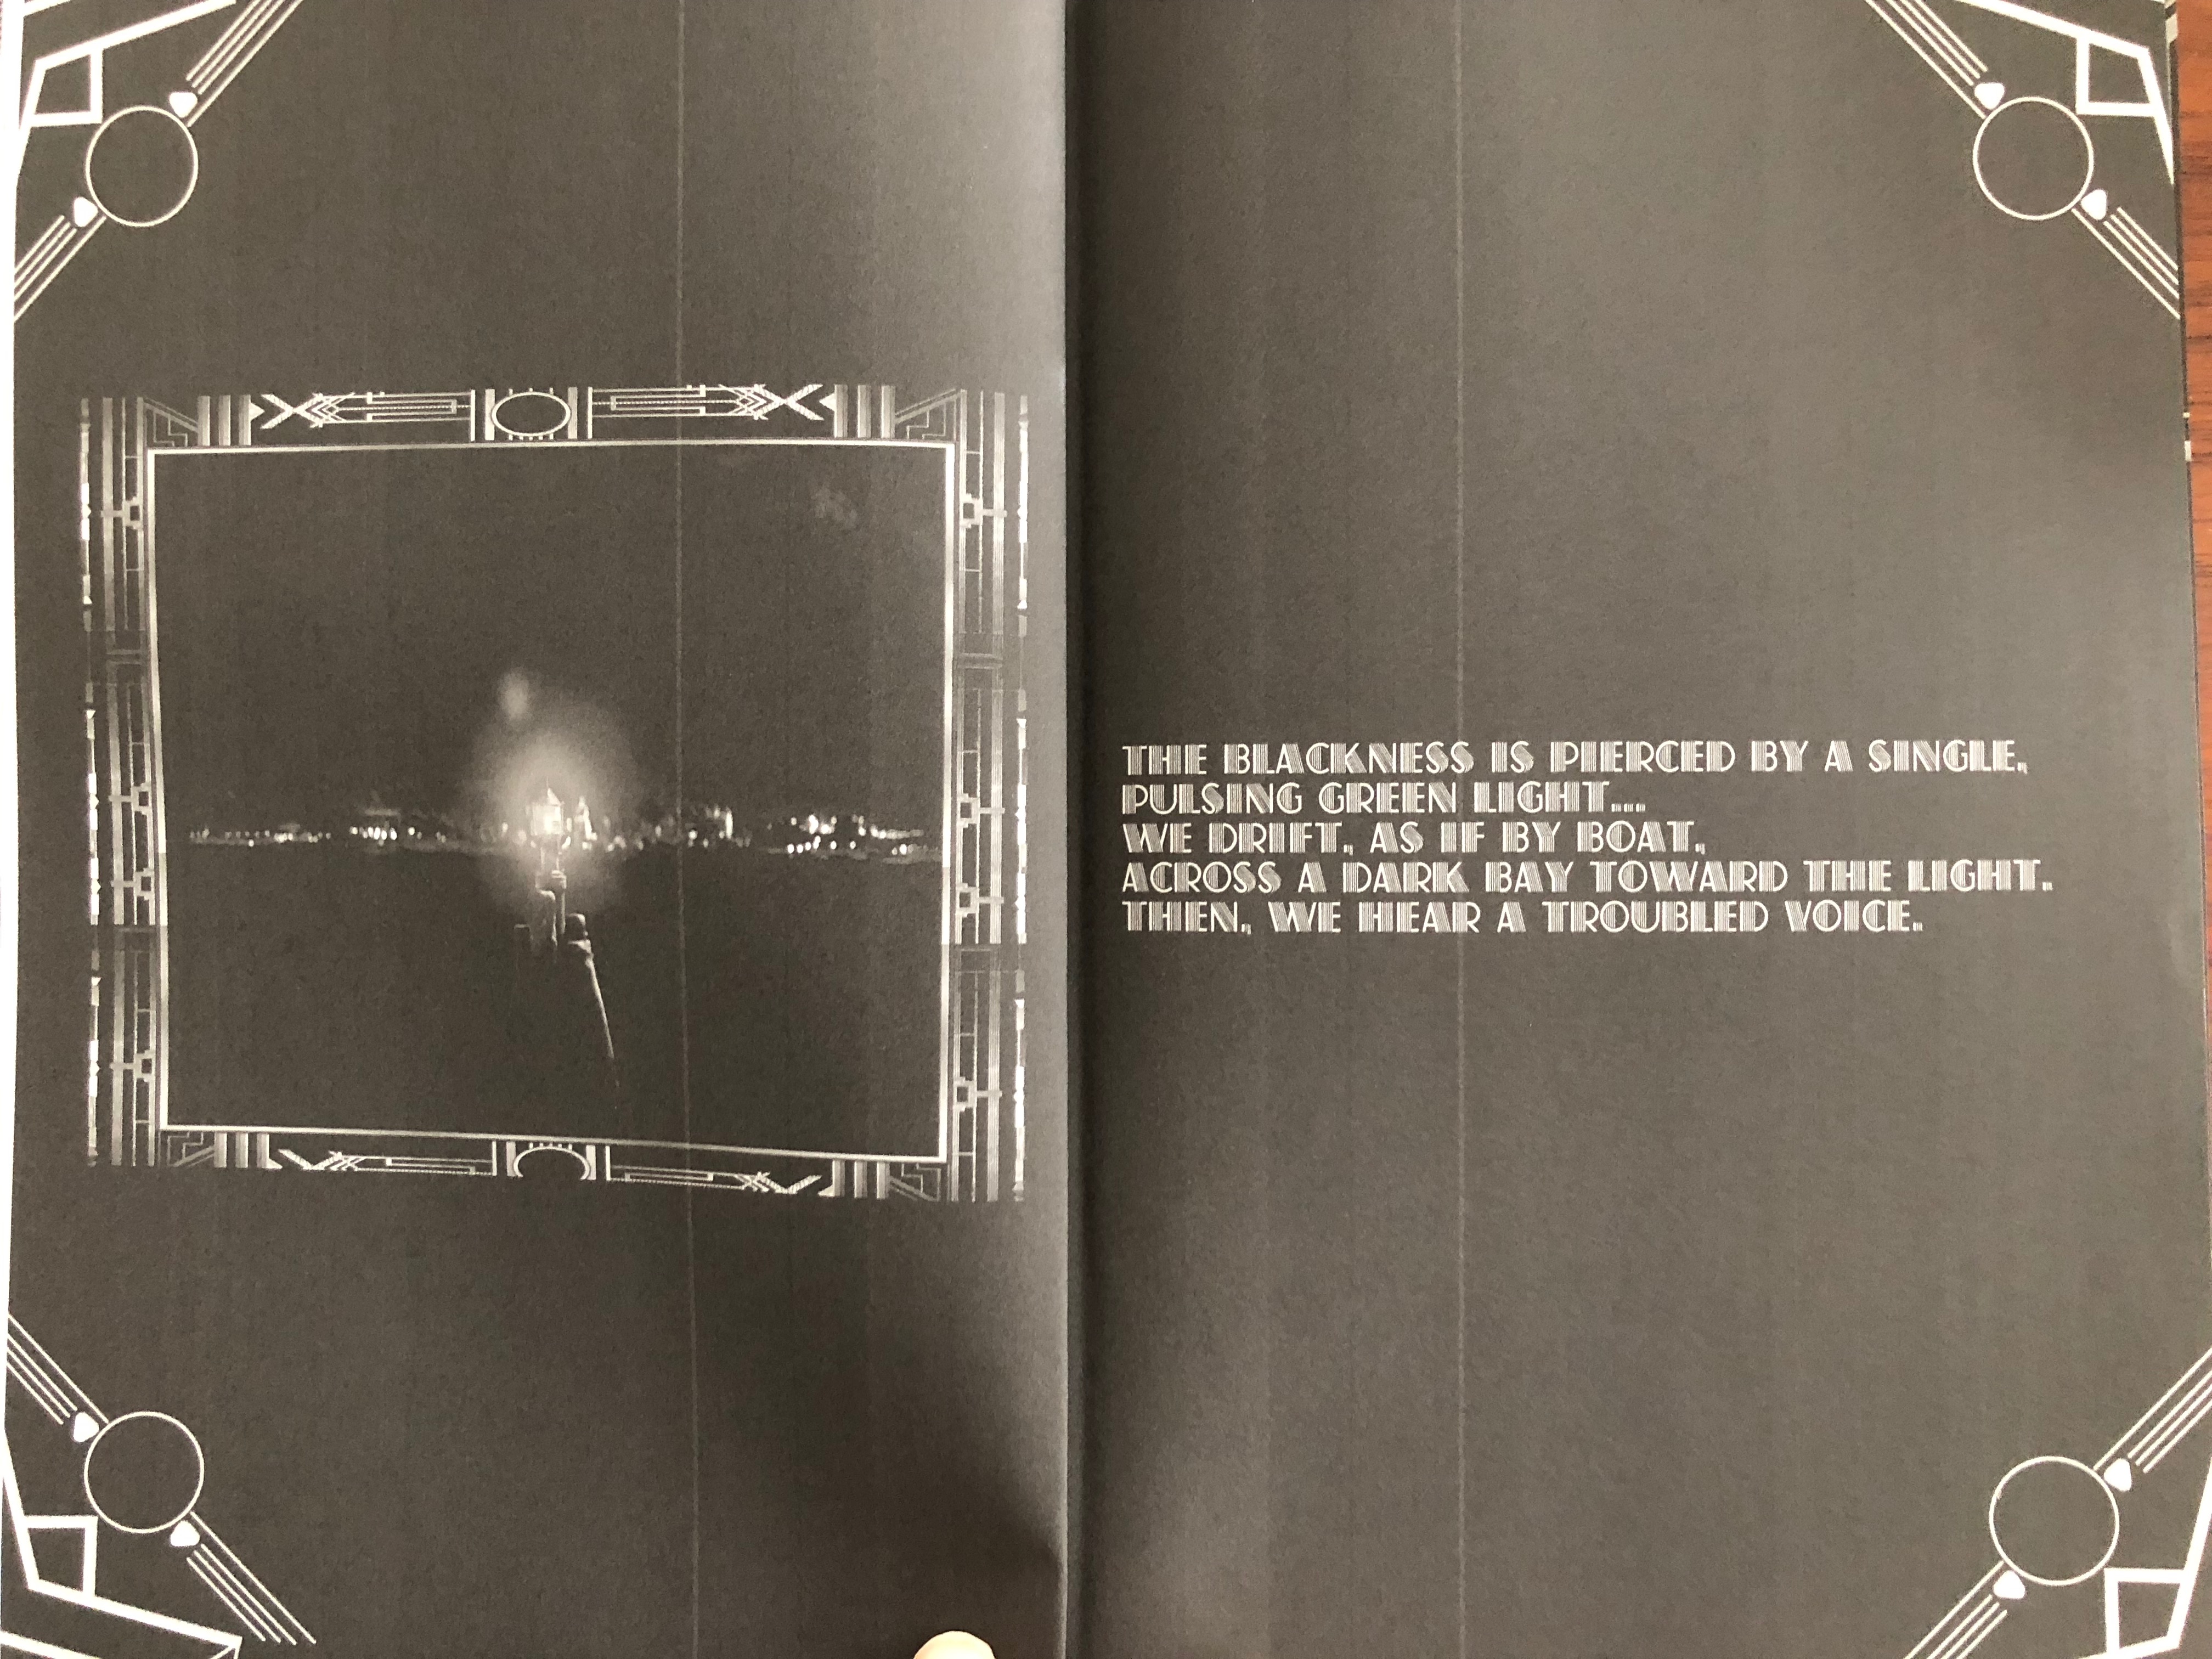 THE BLACKNESS IS PIERCED BY A SINGLE,
PULSING GREEN LIGHT...
WE DRIFT, AS IF BY BOAT,
ACROSS A DARK BAY TOWARD THE LIGHT.
THEN, WE HEAR A TROUBLED VOICE.